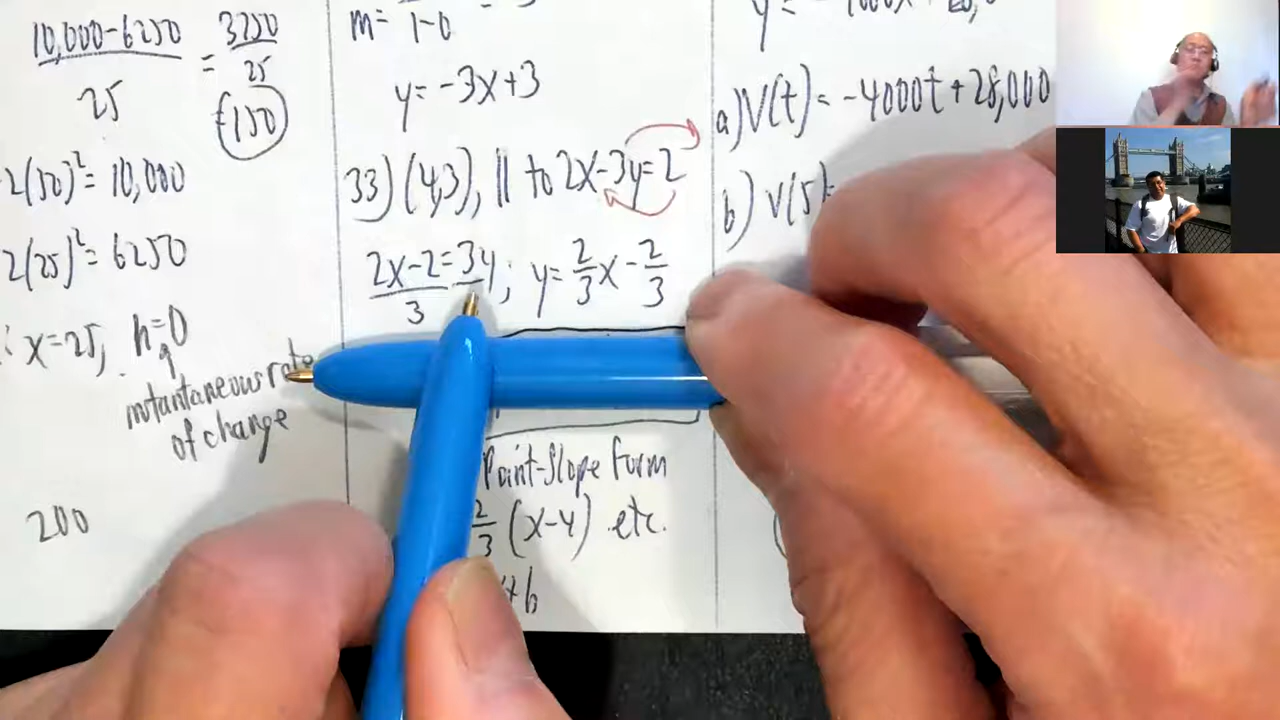 10,000-6250 = 3750
25 25
(-150)
-2(50)²= 10,000
2(25)²= 6250
∴ x=25, h=0
instantaneous rate
of change
200
m= 1-0
y= -3x+3
33) (4,3), || to 2x-3y=2
2x-2=3y; y= 2/3 x - 2/3
3
Point-Slope Form
2/3 (x-4) etc.
+b
a) V(t) = -4000t + 28,000
b) V(5)